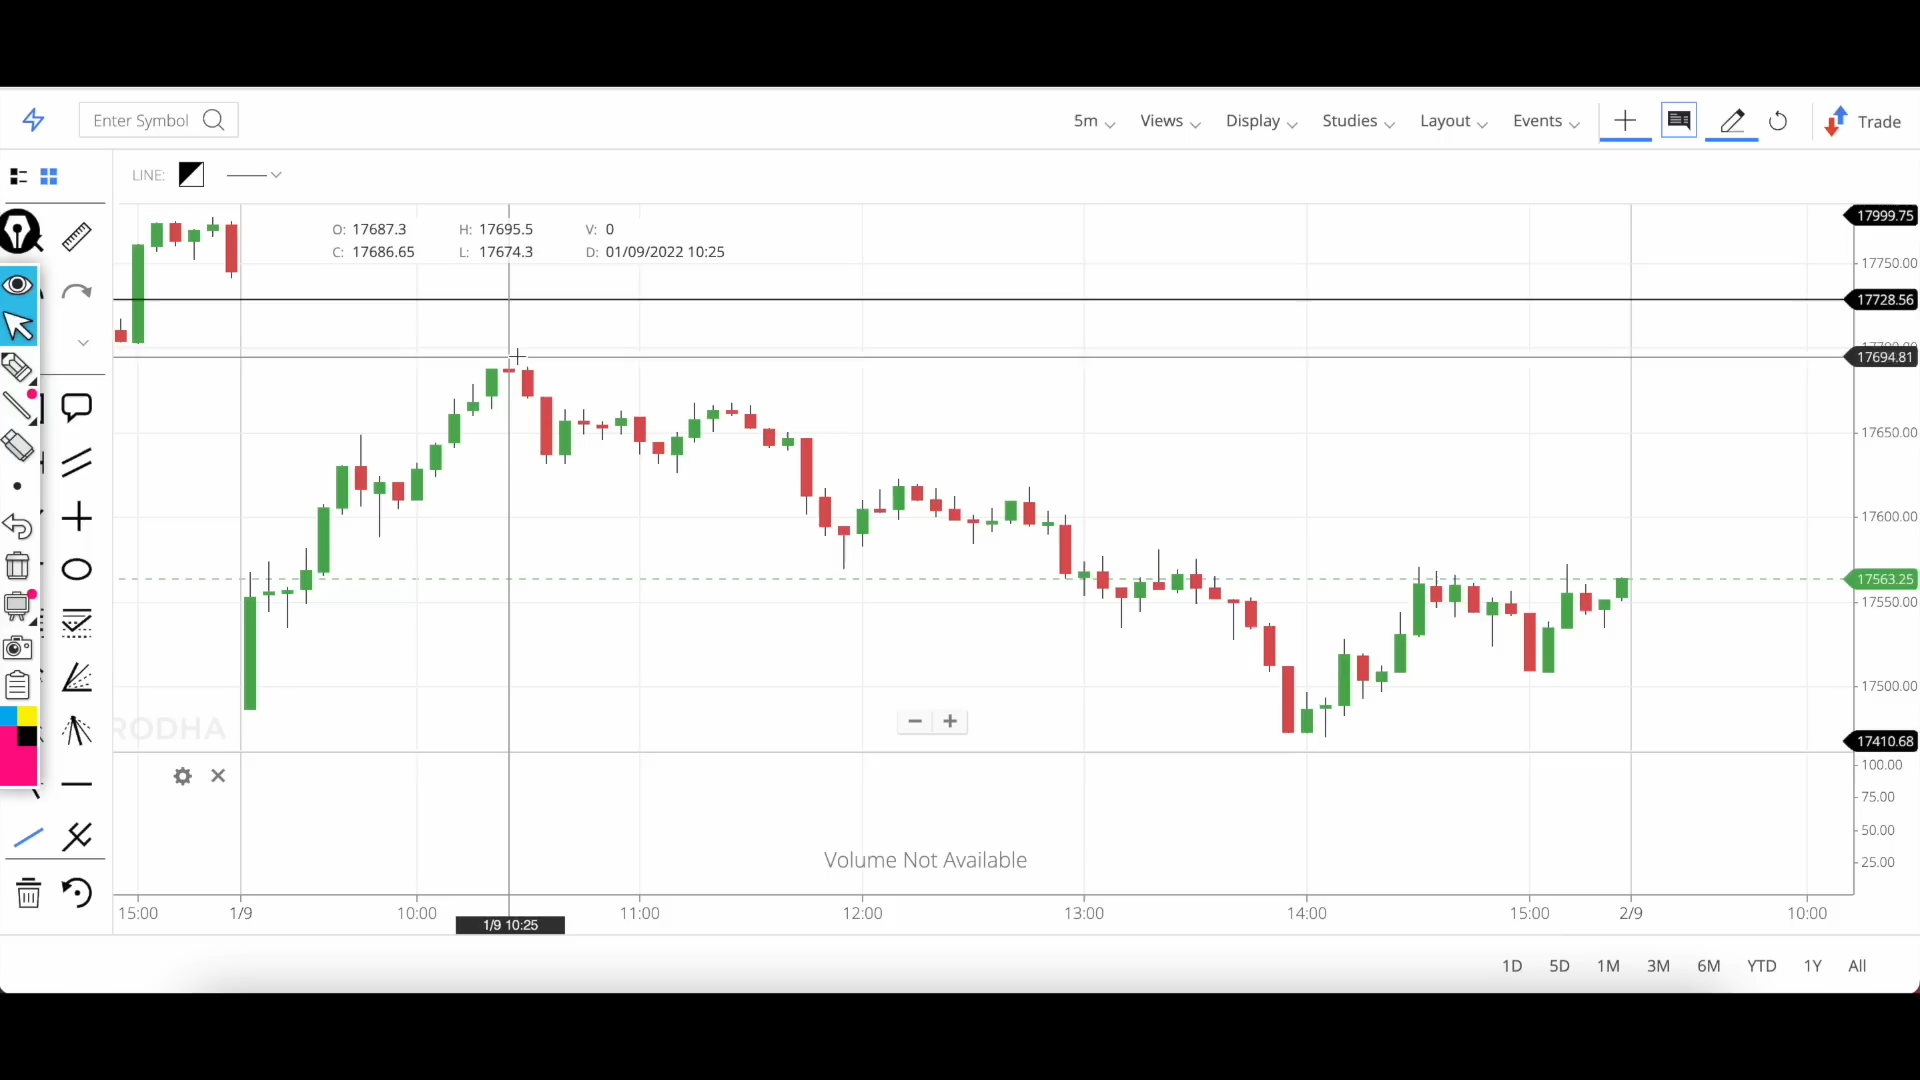 Enter Symbol
5m Views Display Studies Layout Events Trade
LINE:
O: 17687.3 H: 17695.5 V: 0
C: 17686.65 L: 17674.3 D: 01/09/2022 10:25
17999.75
17750.00
17728.56
17694.81
17650.00
17600.00
17563.25
17550.00
17500.00
RODHA
17410.68
100.00
75.00
50.00
25.00
Volume Not Available
15:00 1/9 10:00 11:00 12:00 13:00 14:00 15:00 2/9 10:00
1/9 10:25
1D 5D 1M 3M 6M YTD 1Y All